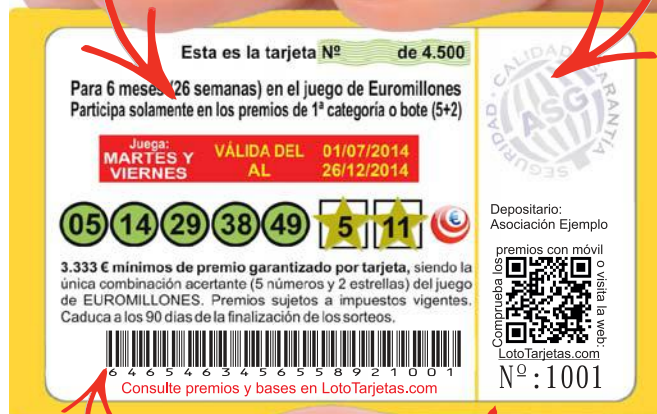 Esta es la tarjeta Nº de 4.500
Para 6 meses (26 semanas) en el juego de Euromillones
Participa solamente en los premios de 1ª categoría o bote (5+2)
Juega:
MARTES Y
VIERNES
VÁLIDA DEL 01/07/2014
AL 26/12/2014
05 14 29 38 49 5 11 €
3.333 € mínimos de premio garantizado por tarjeta, siendo la
única combinación acertante (5 números y 2 estrellas) del juego
de EUROMILLONES. Premios sujetos a impuestos vigentes.
Caduca a los 90 días de la finalización de los sorteos.
646546346558921001
Consulte premios y bases en LotoTarjetas.com
CALIDAD GARANTÍA SEGURIDAD
ASG
Depositario:
Asociación Ejemplo
Comprueba los premios con móvil o visita la web:
LotoTarjetas.com
Nº:1001